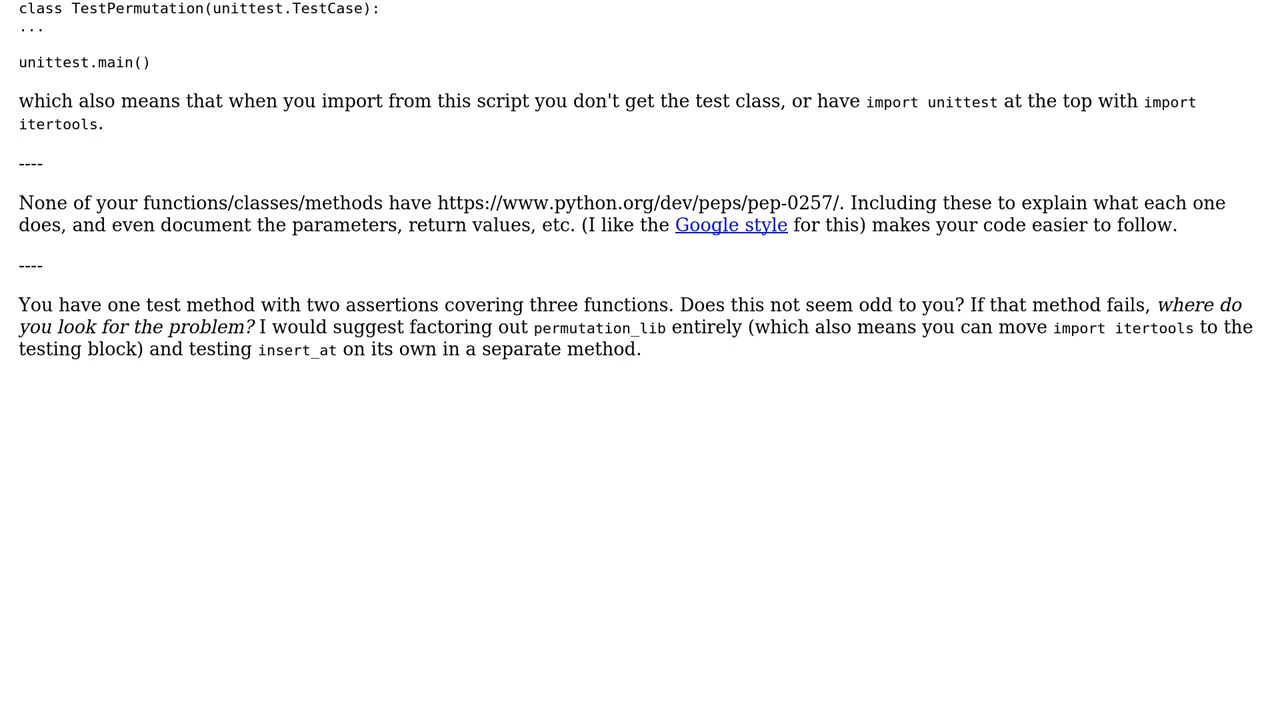 class TestPermutation(unittest.TestCase):
...
unittest.main()
which also means that when you import from this script you don't get the test class, or have import unittest at the top with import
itertools.
----
None of your functions/classes/methods have https://www.python.org/dev/peps/pep-0257/. Including these to explain what each one
does, and even document the parameters, return values, etc. (I like the Google style for this) makes your code easier to follow.
----
You have one test method with two assertions covering three functions. Does this not seem odd to you? If that method fails, where do
you look for the problem? I would suggest factoring out permutation_lib entirely (which also means you can move import itertools to the
testing block) and testing insert_at on its own in a separate method.